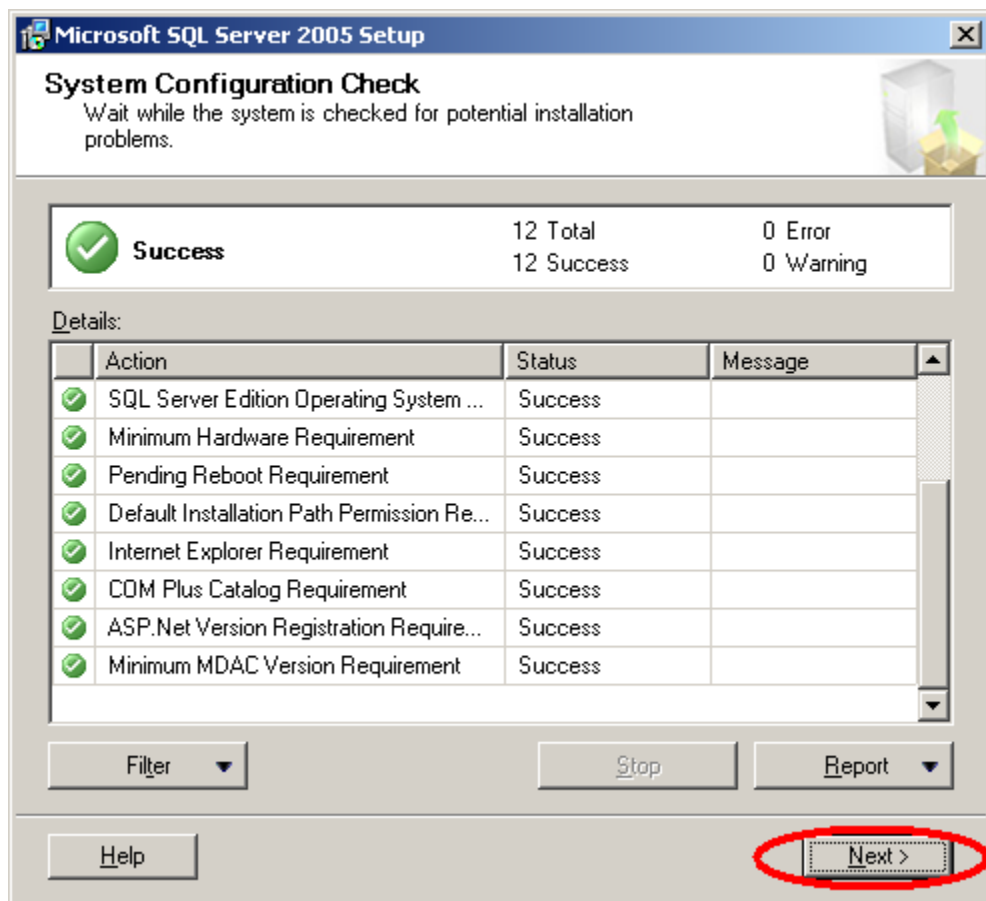 Microsoft SQL Server 2005 Setup
System Configuration Check
Wait while the system is checked for potential installation
problems.
Success 12 Total 0 Error
12 Success 0 Warning
Details:
Action Status Message
SQL Server Edition Operating System ... Success
Minimum Hardware Requirement Success
Pending Reboot Requirement Success
Default Installation Path Permission Re... Success
Internet Explorer Requirement Success
COM Plus Catalog Requirement Success
ASP.Net Version Registration Require... Success
Minimum MDAC Version Requirement Success
Filter Stop Report
Help Next >